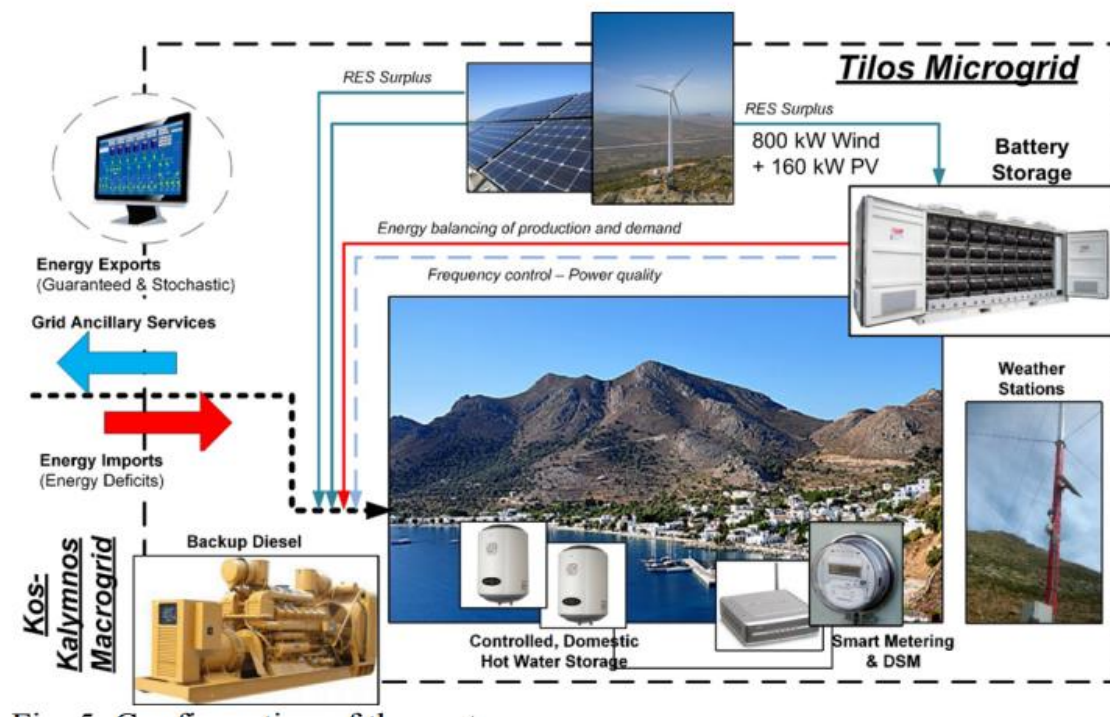 Tilos Microgrid
RES Surplus
RES Surplus
800 kW Wind
+ 160 kW PV
Battery
Storage
Energy balancing of production and demand
Frequency control – Power quality
Energy Exports
(Guaranteed & Stochastic)
Grid Ancillary Services
Energy Imports
(Energy Deficits)
Weather
Stations
Kos-
Kalymnos
Macrogrid
Backup Diesel
Controlled, Domestic
Hot Water Storage
Smart Metering
& DSM